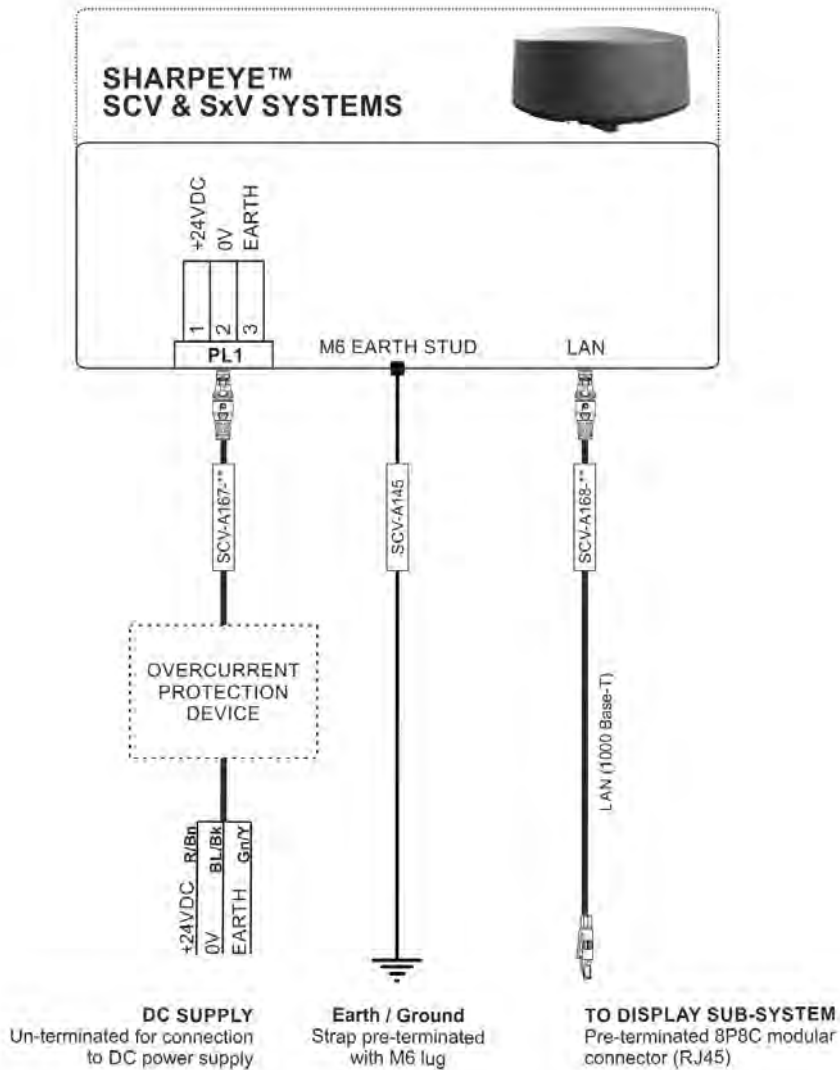 SHARPEYE™
SCV & SxV SYSTEMS
+24VDC
0V
EARTH
1
2
3
PL1
M6 EARTH STUD
LAN
SCV-A167-**
SCV-A145
SCV-A168-**
OVERCURRENT
PROTECTION
DEVICE
LAN (1000 Base-T)
R/Bn
BL/Bk
Gn/Y
+24VDC
0V
EARTH
DC SUPPLY
Un-terminated for connection
to DC power supply
Earth / Ground
Strap pre-terminated
with M6 lug
TO DISPLAY SUB-SYSTEM
Pre-terminated 8P8C modular
connector (RJ45)